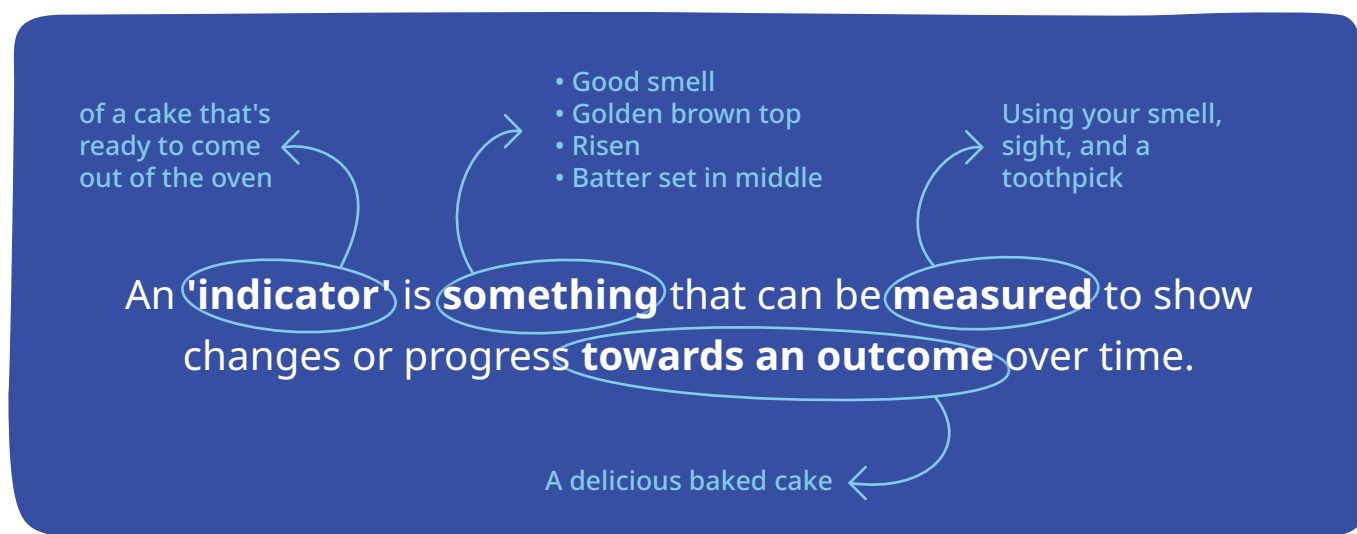 of a cake that's
ready to come
out of the oven
• Good smell
• Golden brown top
• Risen
• Batter set in middle
Using your smell,
sight, and a
toothpick
An 'indicator' is something that can be measured to show
changes or progress towards an outcome over time.
A delicious baked cake